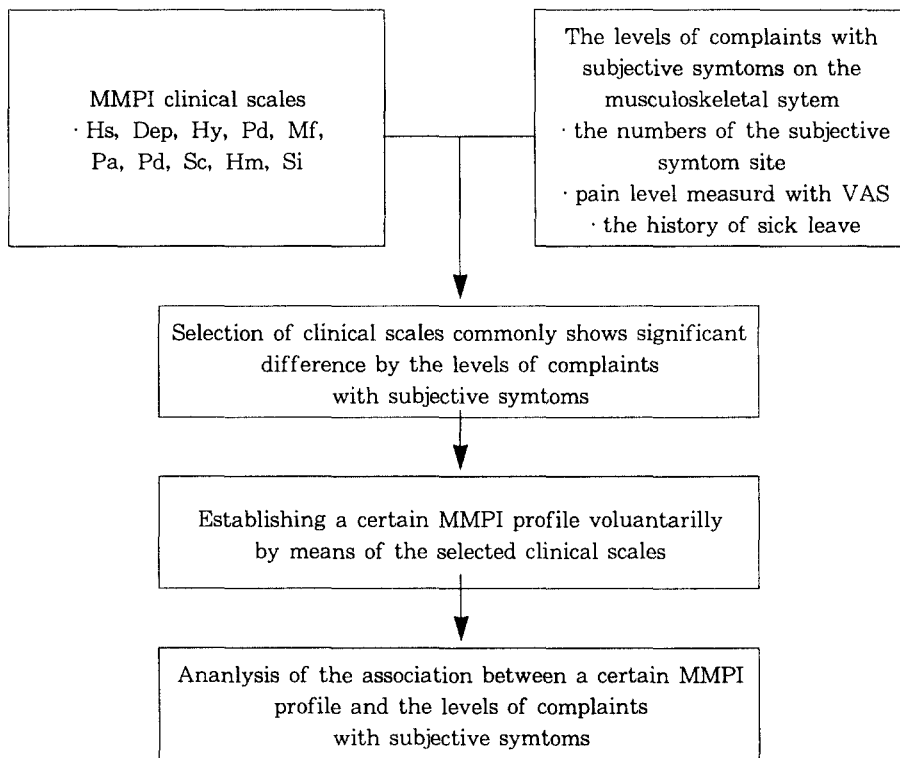 MMPI clinical scales
· Hs, Dep, Hy, Pd, Mf,
Pa, Pd, Sc, Hm, Si
The levels of complaints with
subjective symtoms on the
musculoskeletal sytem
· the numbers of the subjective
symtom site
· pain level measurd with VAS
· the history of sick leave
Selection of clinical scales commonly shows significant
difference by the levels of complaints
with subjective symtoms
Establishing a certain MMPI profile voluantarilly
by means of the selected clinical scales
Ananlysis of the association between a certain MMPI
profile and the levels of complaints
with subjective symtoms